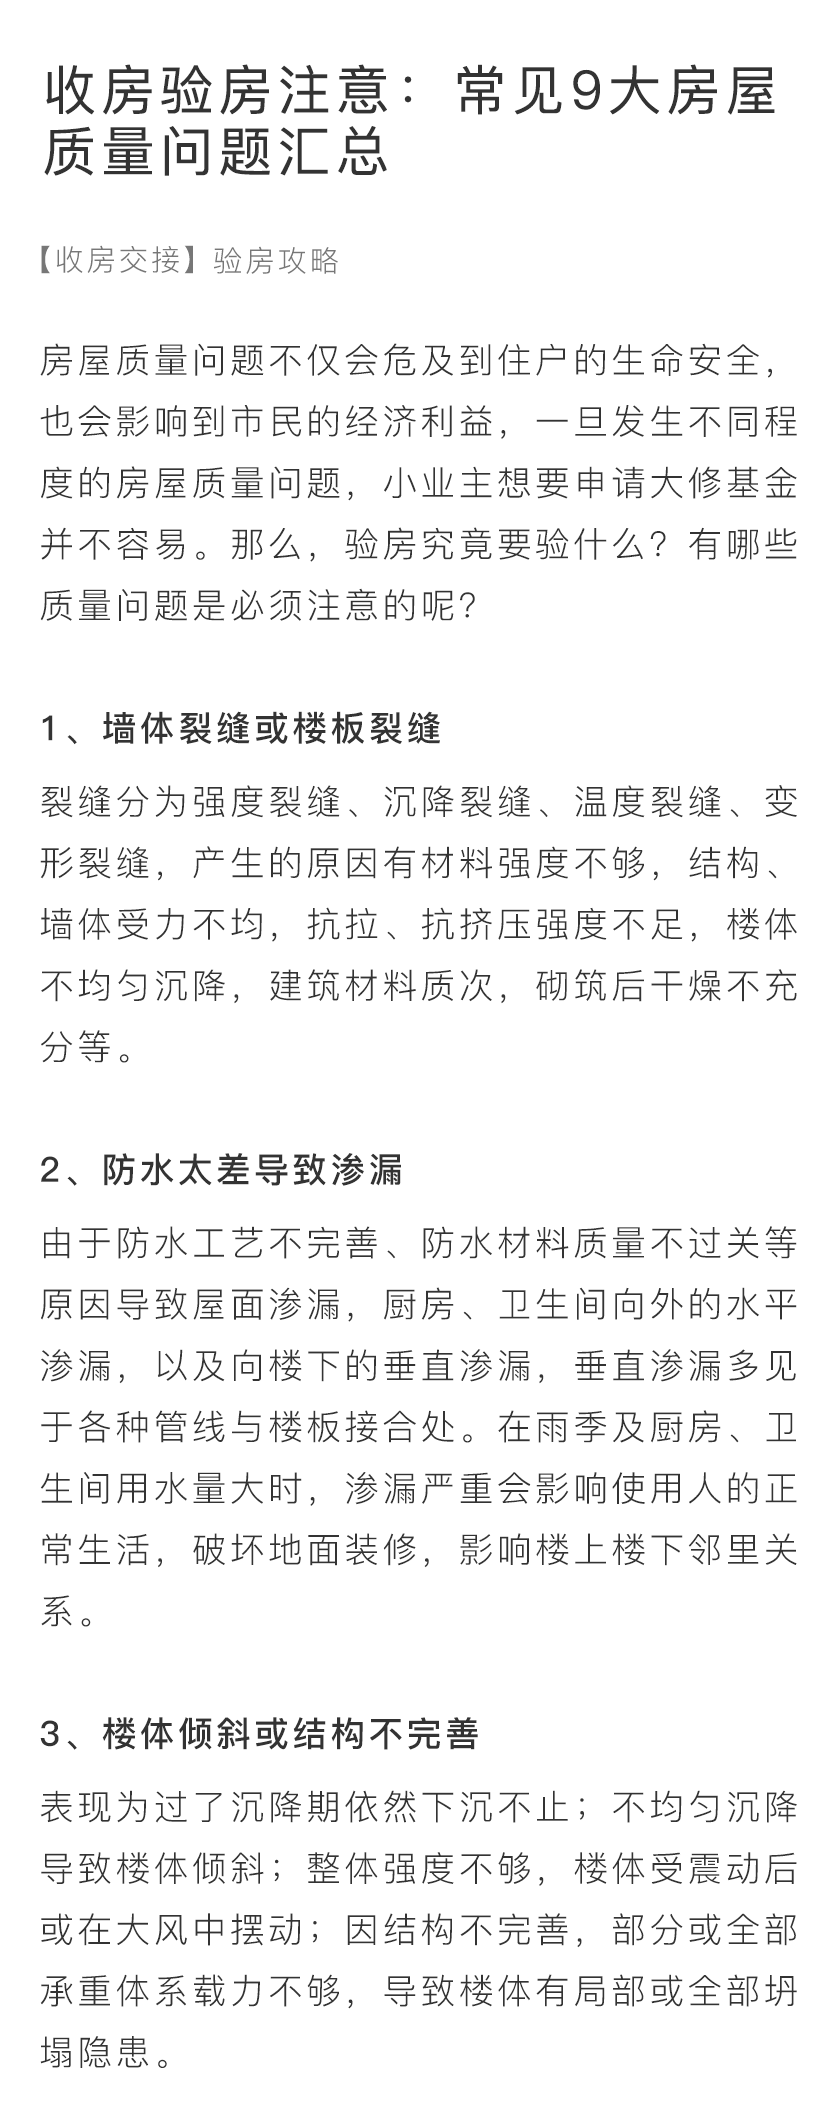 收房验房注意：常见9大房屋
质量问题汇总
【收房交接】验房攻略
房屋质量问题不仅会危及到住户的生命安全，
也会影响到市民的经济利益，一旦发生不同程
度的房屋质量问题，小业主想要申请大修基金
并不容易。那么，验房究竟要验什么？有哪些
质量问题是必须注意的呢？
1、墙体裂缝或楼板裂缝
裂缝分为强度裂缝、沉降裂缝、温度裂缝、变
形裂缝，产生的原因有材料强度不够，结构、
墙体受力不均，抗拉、抗挤压强度不足，楼体
不均匀沉降，建筑材料质次，砌筑后干燥不充
分等。
2、防水太差导致渗漏
由于防水工艺不完善、防水材料质量不过关等
原因导致屋面渗漏，厨房、卫生间向外的水平
渗漏，以及向楼下的垂直渗漏，垂直渗漏多见
于各种管线与楼板接合处。在雨季及厨房、卫
生间用水量大时，渗漏严重会影响使用人的正
常生活，破坏地面装修，影响楼上楼下邻里关
系。
3、楼体倾斜或结构不完善
表现为过了沉降期依然下沉不止；不均匀沉降
导致楼体倾斜；整体强度不够，楼体受震动后
或在大风中摆动；因结构不完善，部分或全部
承重体系载力不够，导致楼体有局部或全部坍
塌隐患。